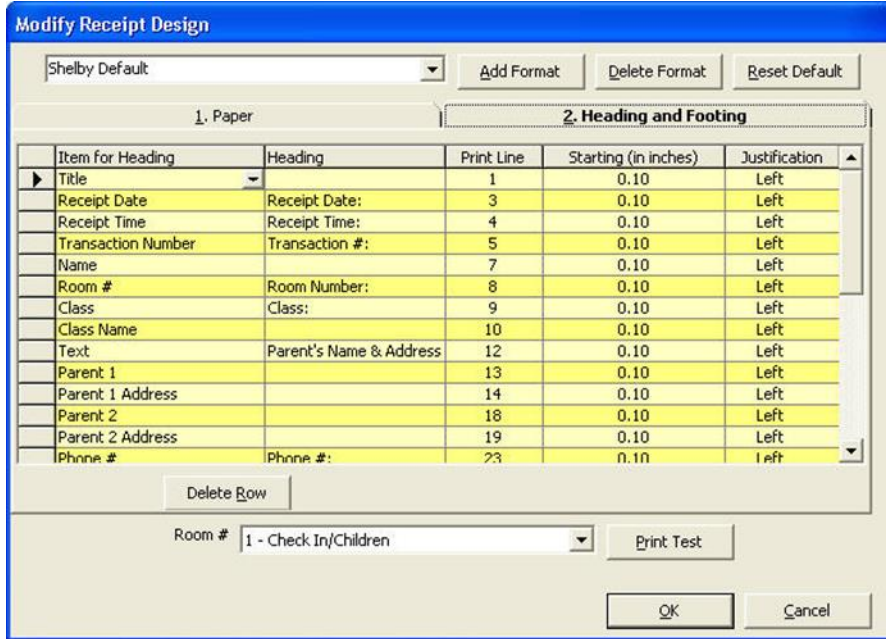 Modify Receipt Design
Shelby Default Add Format Delete Format Reset Default
1. Paper 2. Heading and Footing
Item for Heading Heading Print Line Starting (in inches) Justification
Title 1 0.10 Left
Receipt Date Receipt Date: 3 0.10 Left
Receipt Time Receipt Time: 4 0.10 Left
Transaction Number Transaction #: 5 0.10 Left
Name 7 0.10 Left
Room # Room Number: 8 0.10 Left
Class Class: 9 0.10 Left
Class Name 10 0.10 Left
Text Parent's Name & Address 12 0.10 Left
Parent 1 13 0.10 Left
Parent 1 Address 14 0.10 Left
Parent 2 18 0.10 Left
Parent 2 Address 19 0.10 Left
Phone # Phone #: 23 0.10 Left
Delete Row
Room # 1 - Check In/Children Print Test
OK Cancel